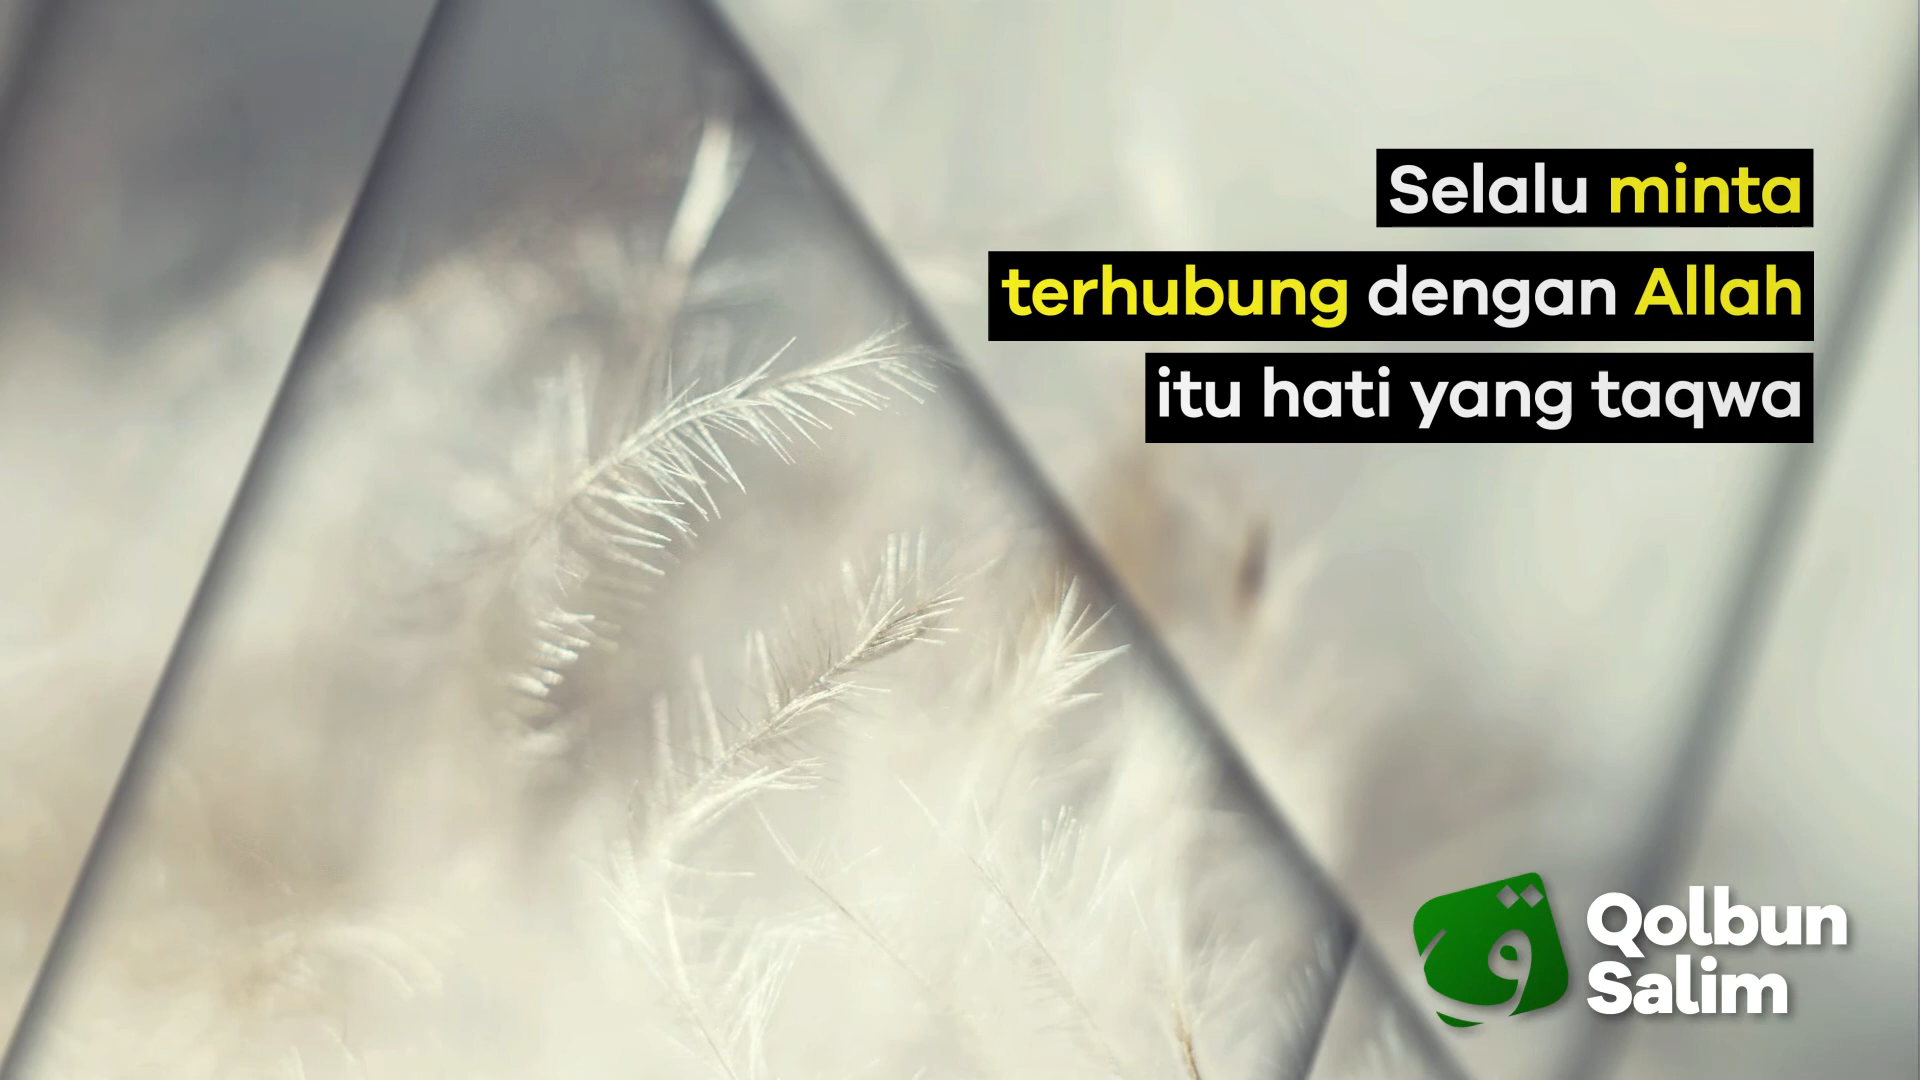 Selalu minta
terhubung dengan Allah
itu hati yang taqwa
Qolbun
Salim